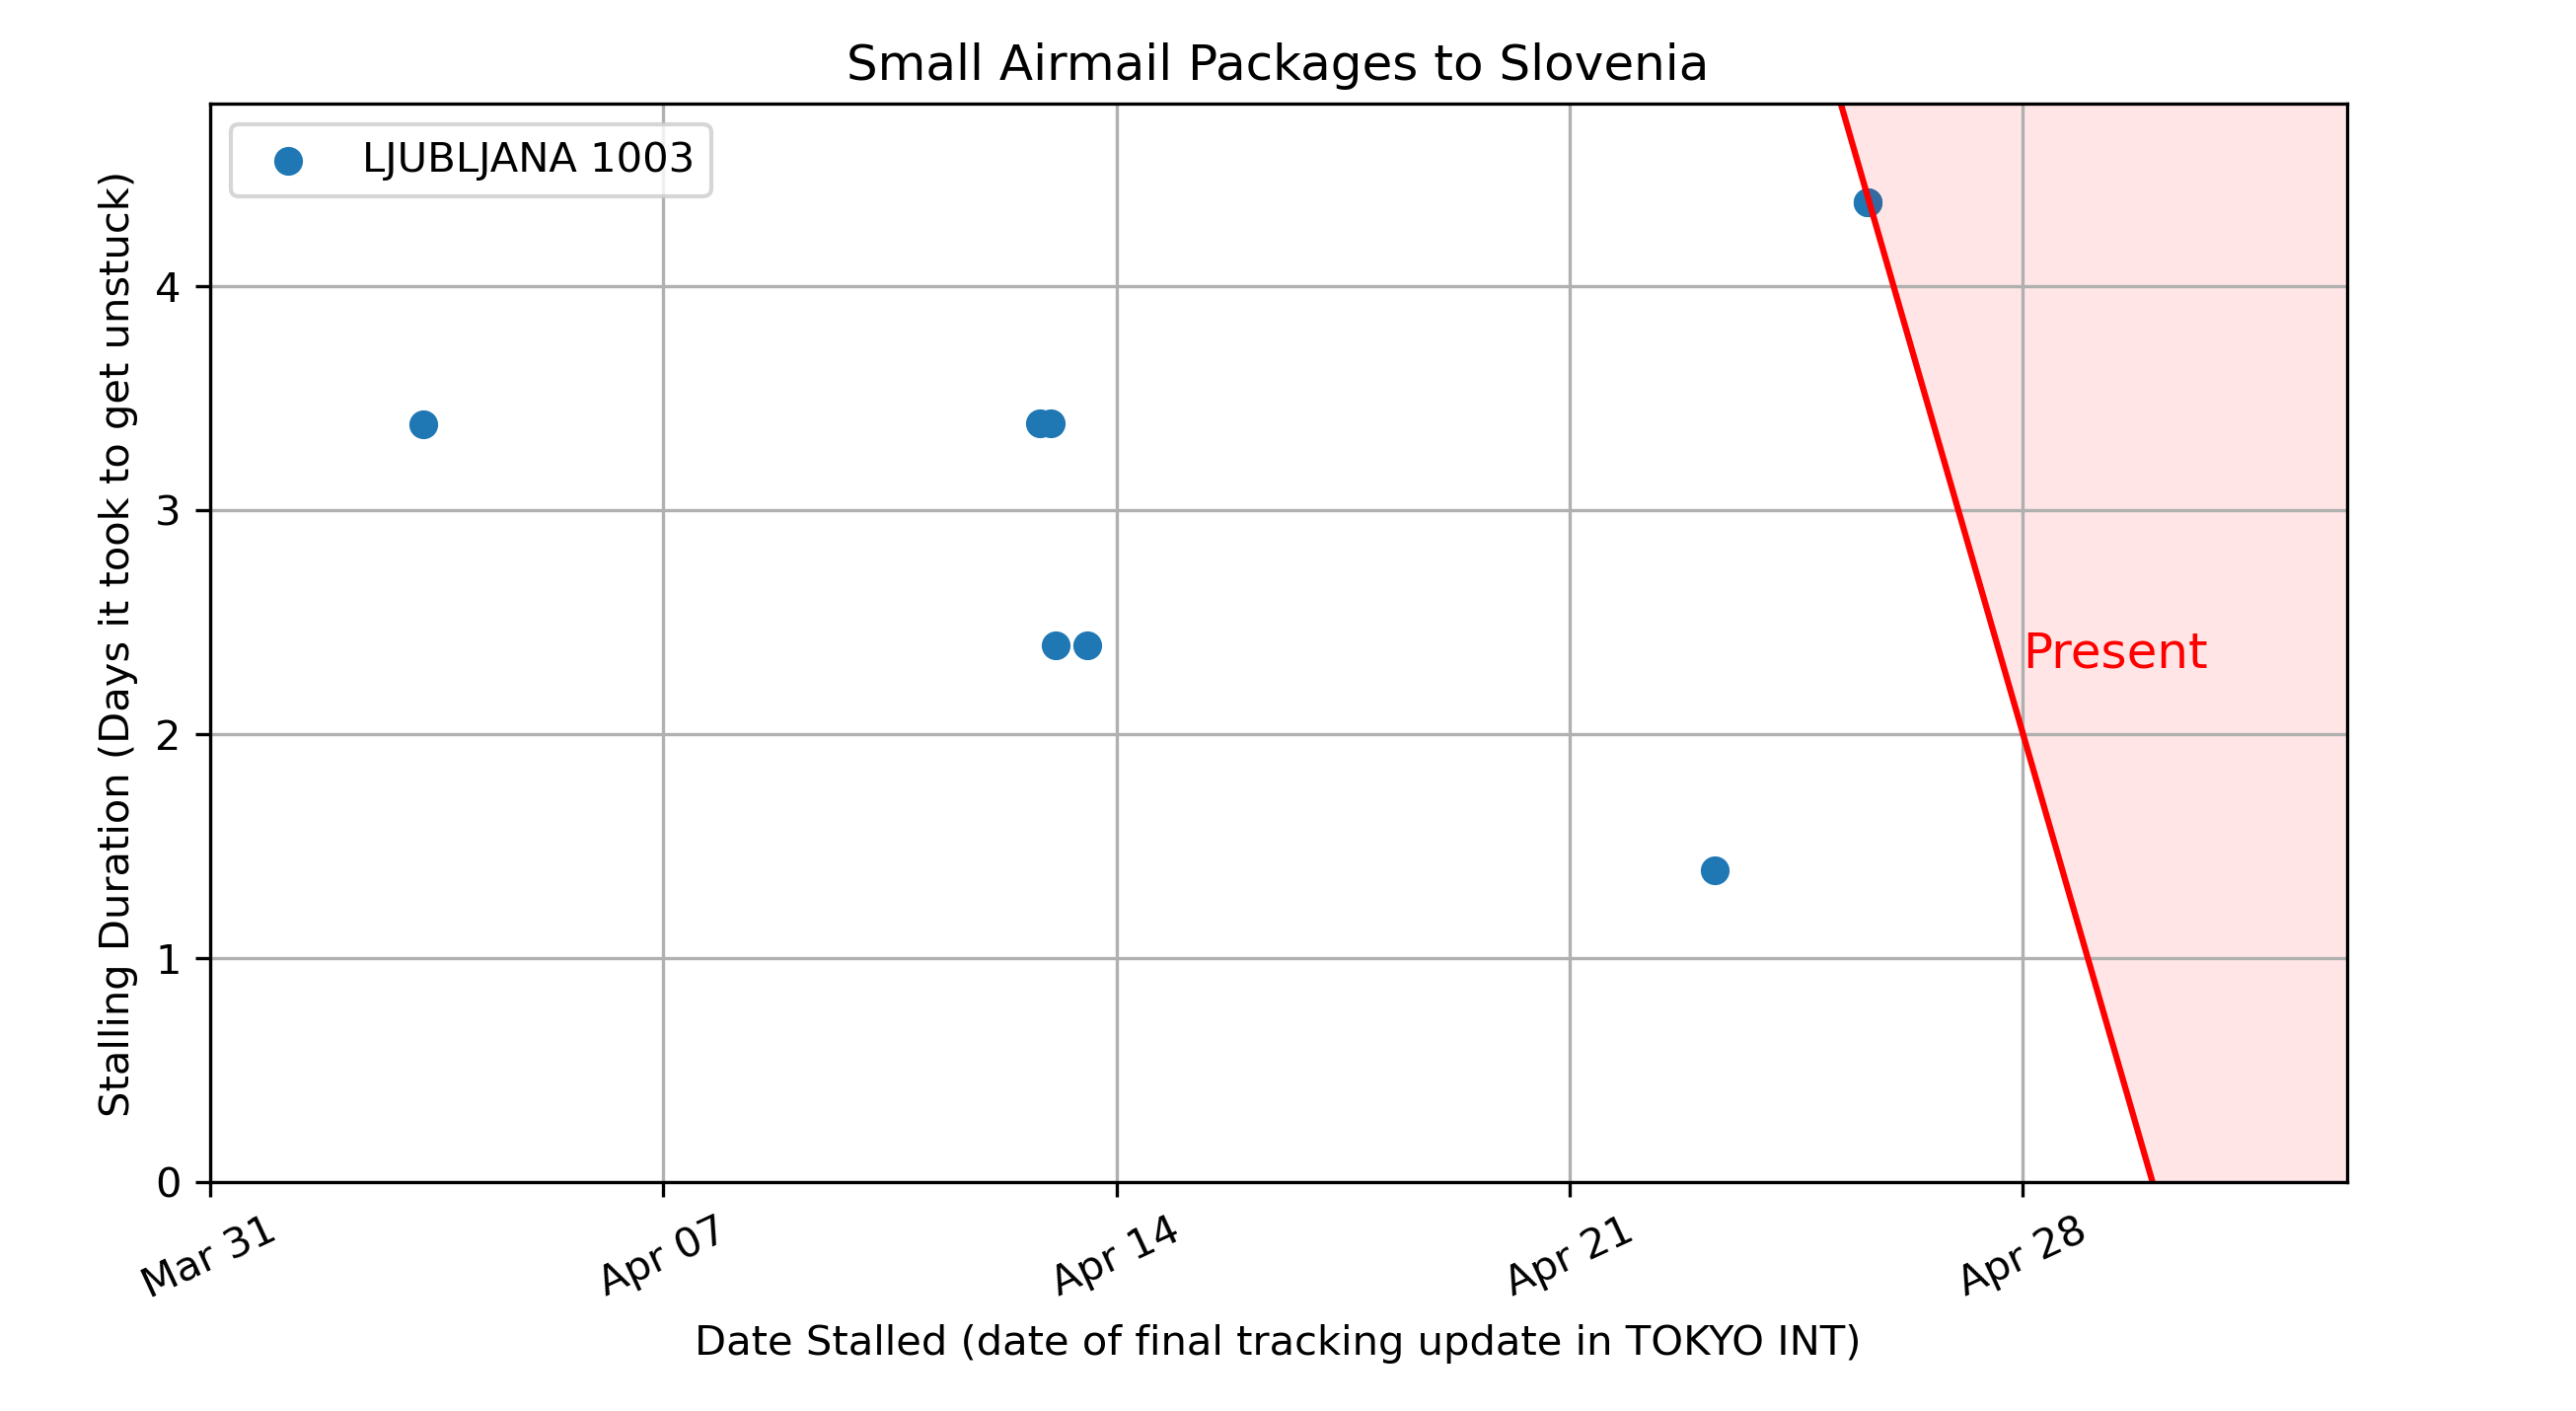 Small Airmail Packages to Slovenia
LJUBLJANA 1003
Stalling Duration (Days it took to get unstuck)
4
3
2
1
0
Present
Mar 31
Apr 07
Apr 14
Apr 21
Apr 28
Date Stalled (date of final tracking update in TOKYO INT)